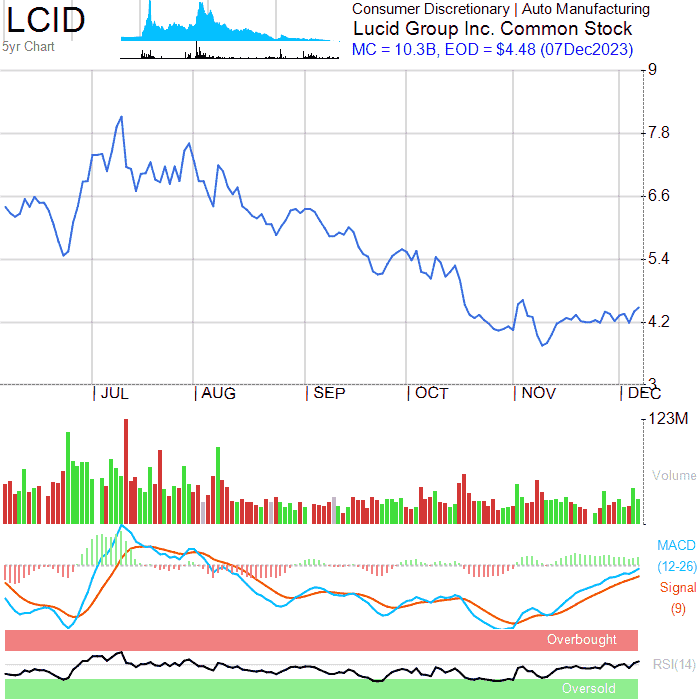 LCID
5yr Chart
Consumer Discretionary | Auto Manufacturing
Lucid Group Inc. Common Stock
MC = 10.3B, EOD = $4.48 (07Dec2023)
9
7.8
6.6
5.4
4.2
3
JUL AUG SEP OCT NOV DEC
123M
Volume
MACD
(12-26)
Signal
(9)
Overbought
RSI(14)
Oversold